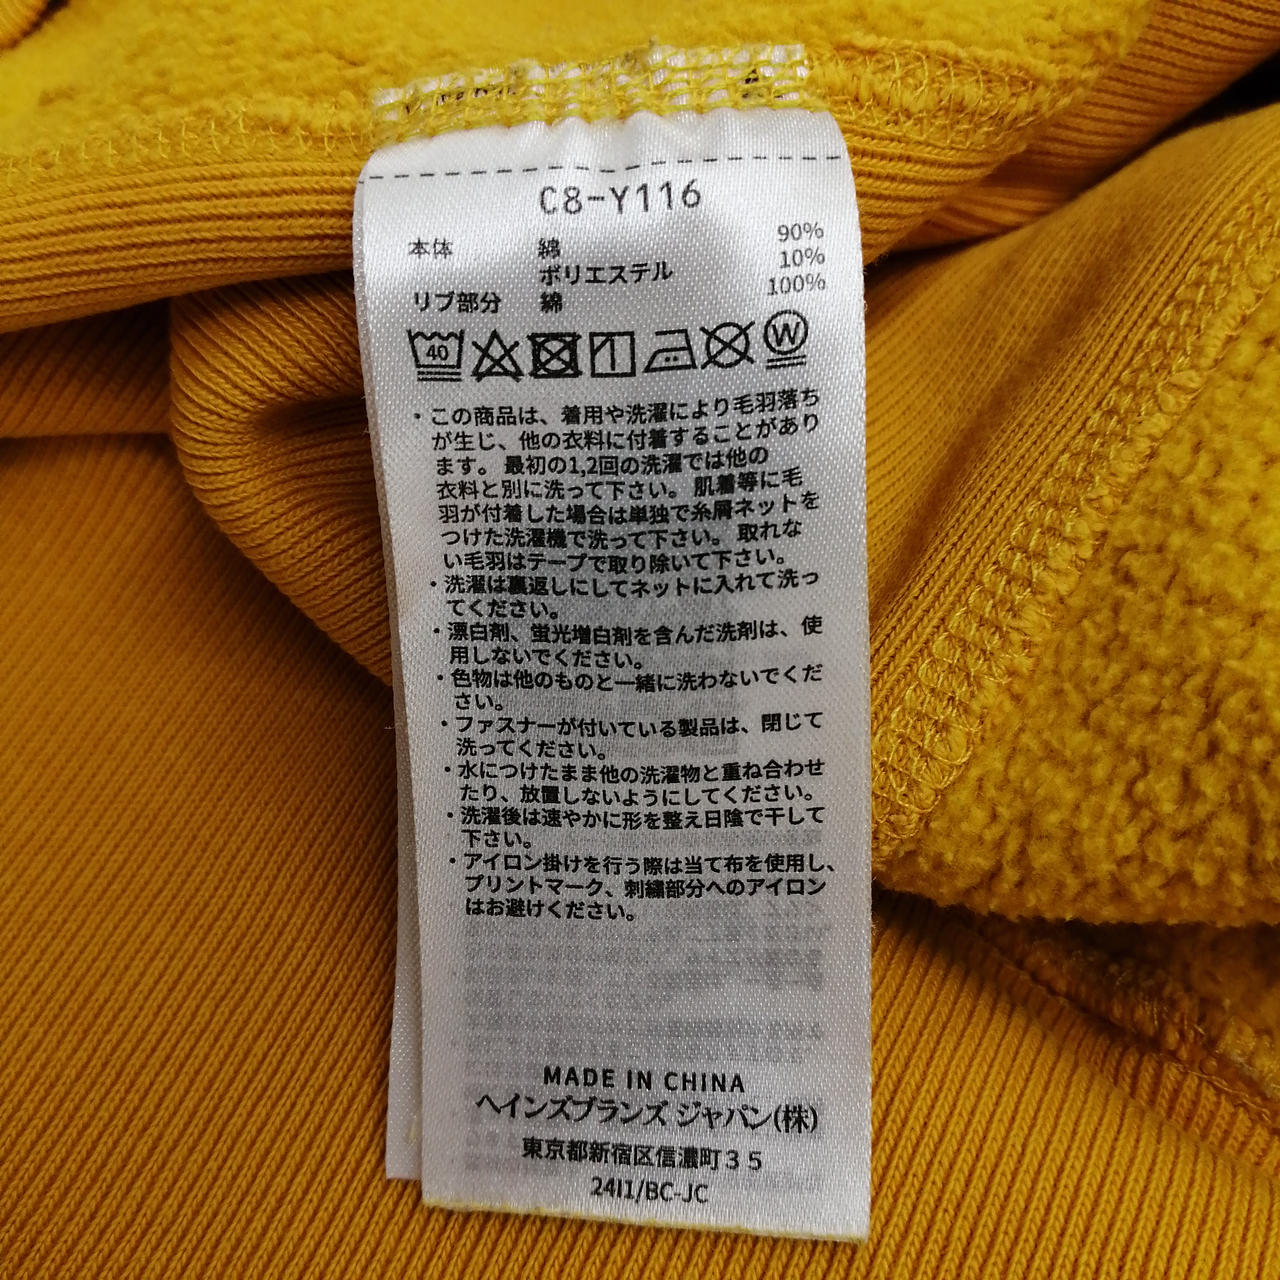 C8-Y116
本体 綿 90%
ポリエステル 10%
リブ部分 綿 100%
40 W
・この商品は、着用や洗濯により毛羽落ち
が生じ、他の衣料に付着することがあり
ます。最初の1,2回の洗濯では他の
衣料と別に洗って下さい。肌着等に毛
羽が付着した場合は単独で糸屑ネットを
つけた洗濯機で洗って下さい。取れな
い毛羽はテープで取り除いて下さい。
・洗濯は裏返しにしてネットに入れて洗っ
てください。
・漂白剤、蛍光増白剤を含んだ洗剤は、使
用しないでください。
・色物は他のものと一緒に洗わないでくだ
さい。
・ファスナーが付いている製品は、閉じて
洗ってください。
・水につけたまま他の洗濯物と重ね合わせ
たり、放置しないようにしてください。
・洗濯後は速やかに形を整え日陰で干して
下さい。
・アイロン掛けを行う際は当て布を使用し、
プリントマーク、刺繍部分へのアイロン
はお避けください。
MADE IN CHINA
ヘインズブランズ ジャパン(株)
東京都新宿区信濃町35
24I1/BC-JC